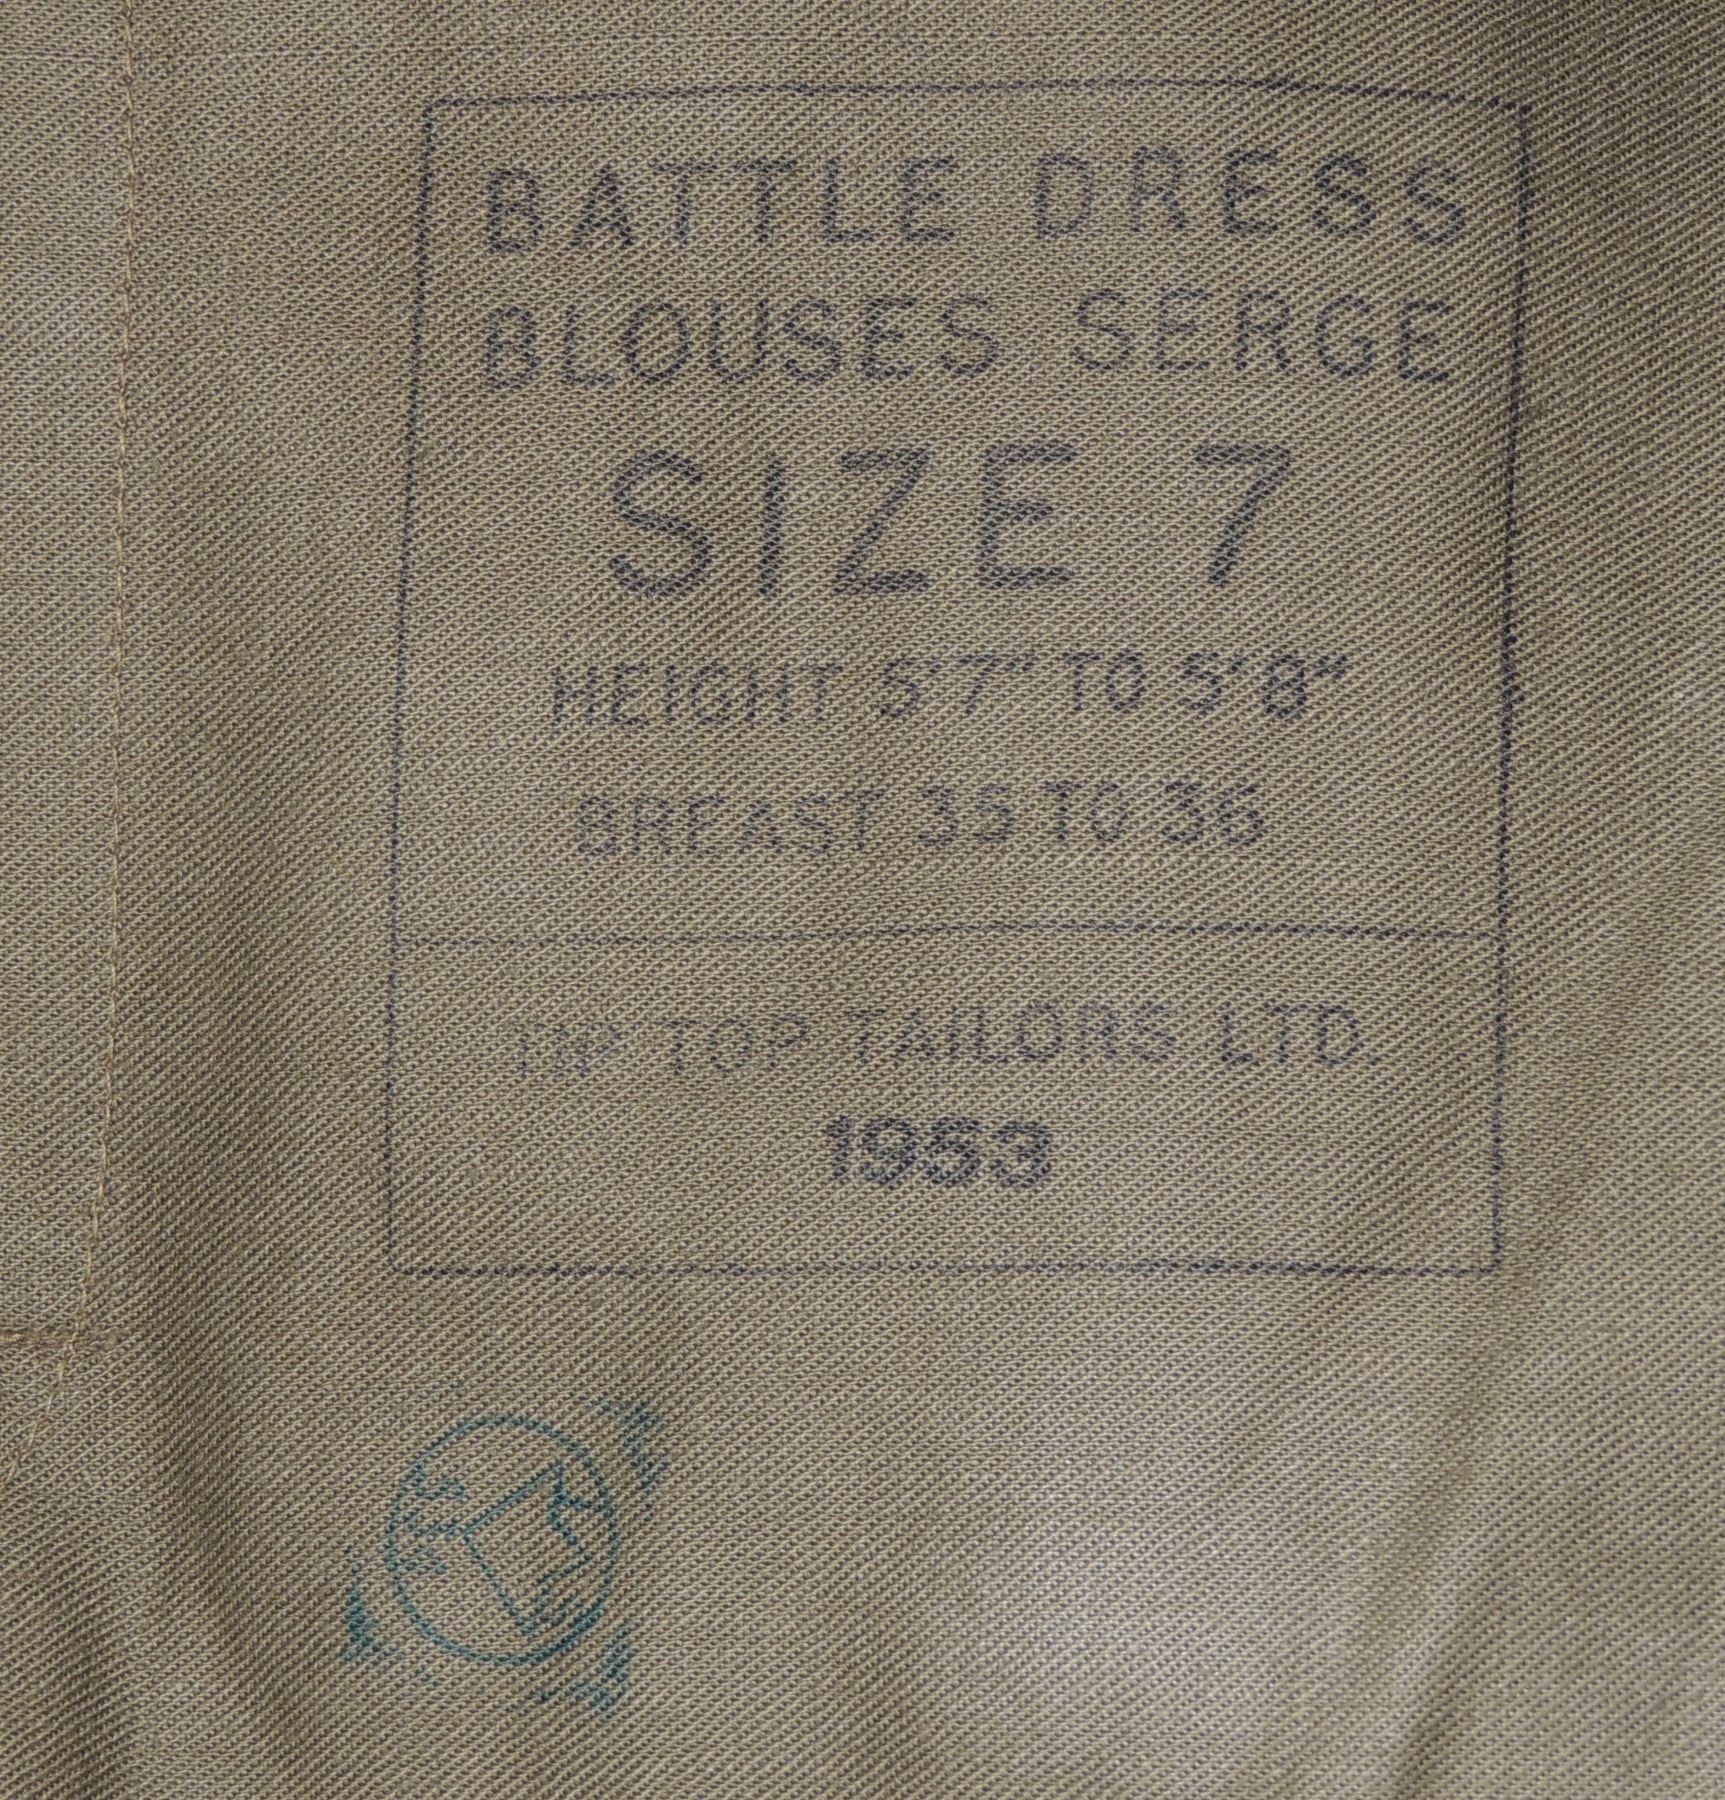 BATTLE DRESS
BLOUSES SERGE
SIZE 7
HEIGHT 5'7" TO 5'8"
BREAST 35 TO 36
TIP TOP TAILORS LTD.
1953